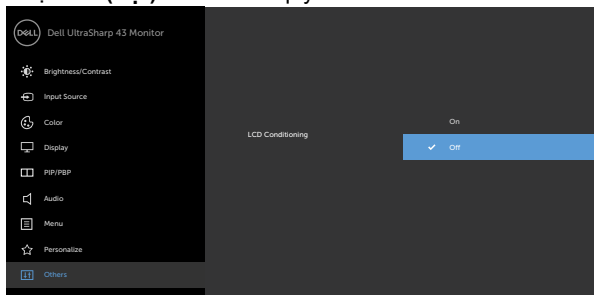 DELL Dell UltraSharp 43 Monitor
Brightness/Contrast
Input Source
Color
Display
PIP/PBP
Audio
Menu
Personalize
Others
LCD Conditioning
On
Off